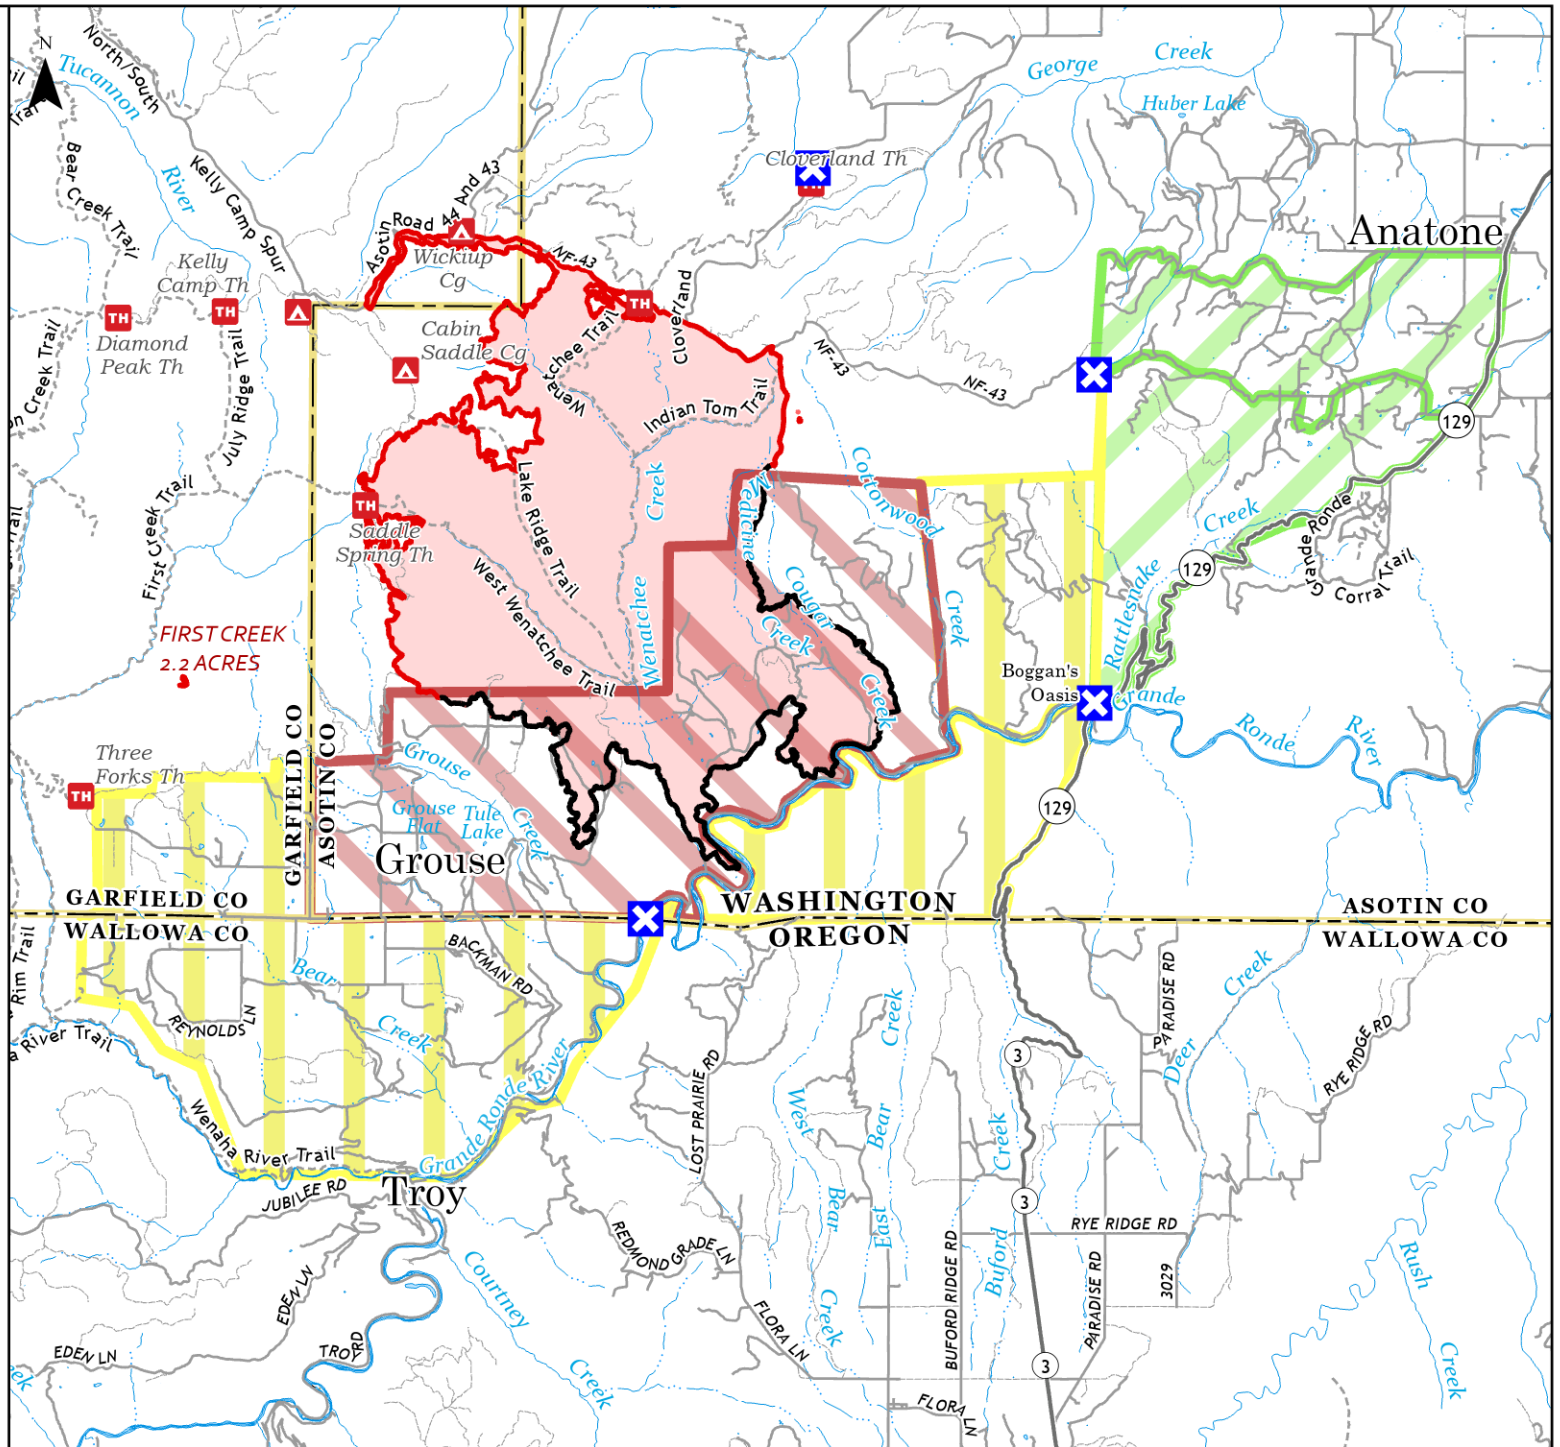 N
North/South
Tucannon
River
Trail
Bear Creek Trail
Kelly Camp Spur
Asotin Road 44 And 43
Wickiup
Cg
NF-43
Cloverland Th
George
Creek
Huber Lake
Anatone
Kelly
Camp Th
TH
TH
Diamond
Peak Th
July Ridge Trail
on Creek Trail
First Creek Trail
Cabin
Saddle Cg
Wenatchee Trail
TH
Cloverland
Indian Tom Trail
NF-43
NF-43
129
TH
Saddle
Spring Th
Lake Ridge Trail
West Wenatchee Trail
Wenatchee
Creek
Medicine
Creek
Cougar
Creek
Cottonwood
Creek
Rattlesnake
Creek
129
Grande Ronde
Corral Trail
FIRST CREEK
2.2 ACRES
Boggan's
Oasis
Grande
Ronde
River
129
Three
Forks Th
TH
GARFIELD CO
ASOTIN CO
Grouse
Creek
Grouse
Flat
Tule
Lake
Grouse
GARFIELD CO
WALLOWA CO
WASHINGTON
OREGON
ASOTIN CO
WALLOWA CO
Rim Trail
a River Trail
REYNOLDS LN
Bear
Creek
BACKMAN RD
Grande Ronde River
Wenaha River Trail
JUBILEE RD
Troy
LOST PRAIRIE RD
West
Bear
Creek
East
Bear
Creek
3
PARADISE RD
Deer
Creek
RYE RIDGE RD
Buford
Creek
3
RYE RIDGE RD
REDMOND GRADE LN
FLORA LN
BUFORD RIDGE RD
PARADISE RD
3029
EDEN LN
EDEN LN
TROY RD
Courtney
Creek
3
FLORA LN
Rush
Creek
eek